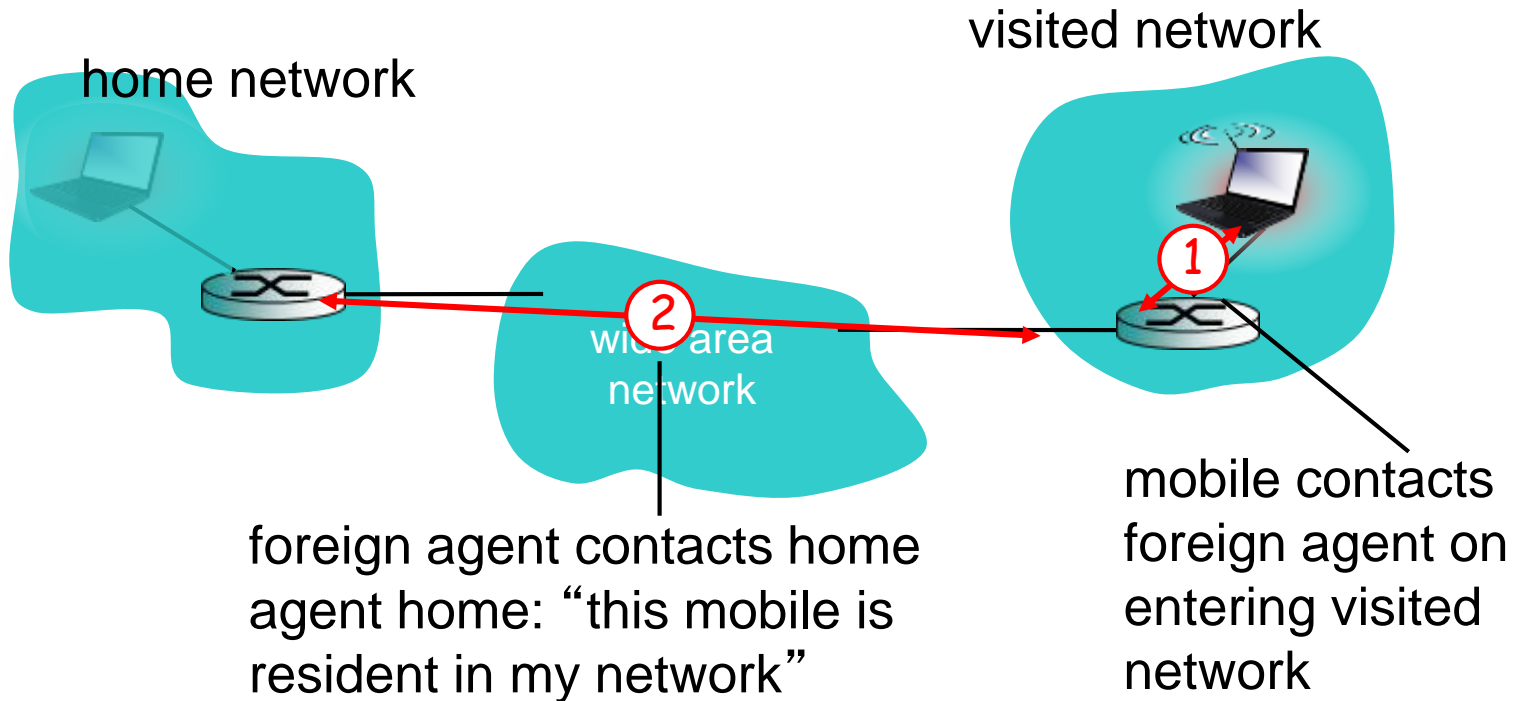 visited network
home network
1
2
wide area
network
mobile contacts
foreign agent on
entering visited
network
foreign agent contacts home
agent home: “this mobile is
resident in my network”